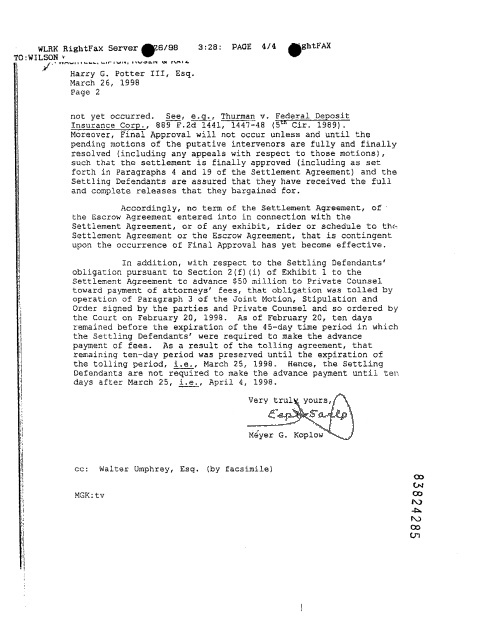 WLRK RightFax Server 26/98 3:28: PAGE 4/4 RightFAX
TO:WILSON
Harry G. Potter III, Esq.
March 26, 1998
Page 2
not yet occurred. See, e.g., Thurman v. Federal Deposit
Insurance Corp., 889 F.2d 1441, 1447-48 (5th Cir. 1989).
Moreover, Final Approval will not occur unless and until the
pending motions of the putative intervenors are fully and finally
resolved (including any appeals with respect to those motions),
such that the settlement is finally approved (including as set
forth in Paragraphs 4 and 19 of the Settlement Agreement) and the
Settling Defendants are assured that they have received the full
and complete releases that they bargained for.
Accordingly, no term of the Settlement Agreement, of
the Escrow Agreement entered into in connection with the
Settlement Agreement, or of any exhibit, rider or schedule to the
Settlement Agreement or the Escrow Agreement, that is contingent
upon the occurrence of Final Approval has yet become effective.
In addition, with respect to the Settling Defendants'
obligation pursuant to Section 2(f)(i) of Exhibit 1 to the
Settlement Agreement to advance $50 million to Private Counsel
toward payment of attorneys' fees, that obligation was tolled by
operation of Paragraph 3 of the Joint Motion, Stipulation and
Order signed by the parties and Private Counsel and so ordered by
the Court on February 20, 1998. As of February 20, ten days
remained before the expiration of the 45-day time period in which
the Settling Defendants' were required to make the advance
payment of fees. As a result of the tolling agreement, that
remaining ten-day period was preserved until the expiration of
the tolling period, i.e., March 25, 1998. Hence, the Settling
Defendants are not required to make the advance payment until ten
days after March 25, i.e., April 4, 1998.
Very truly yours,
Meyer G. Koplow
cc: Walter Umphrey, Esq. (by facsimile)
MGK:tv
83824285